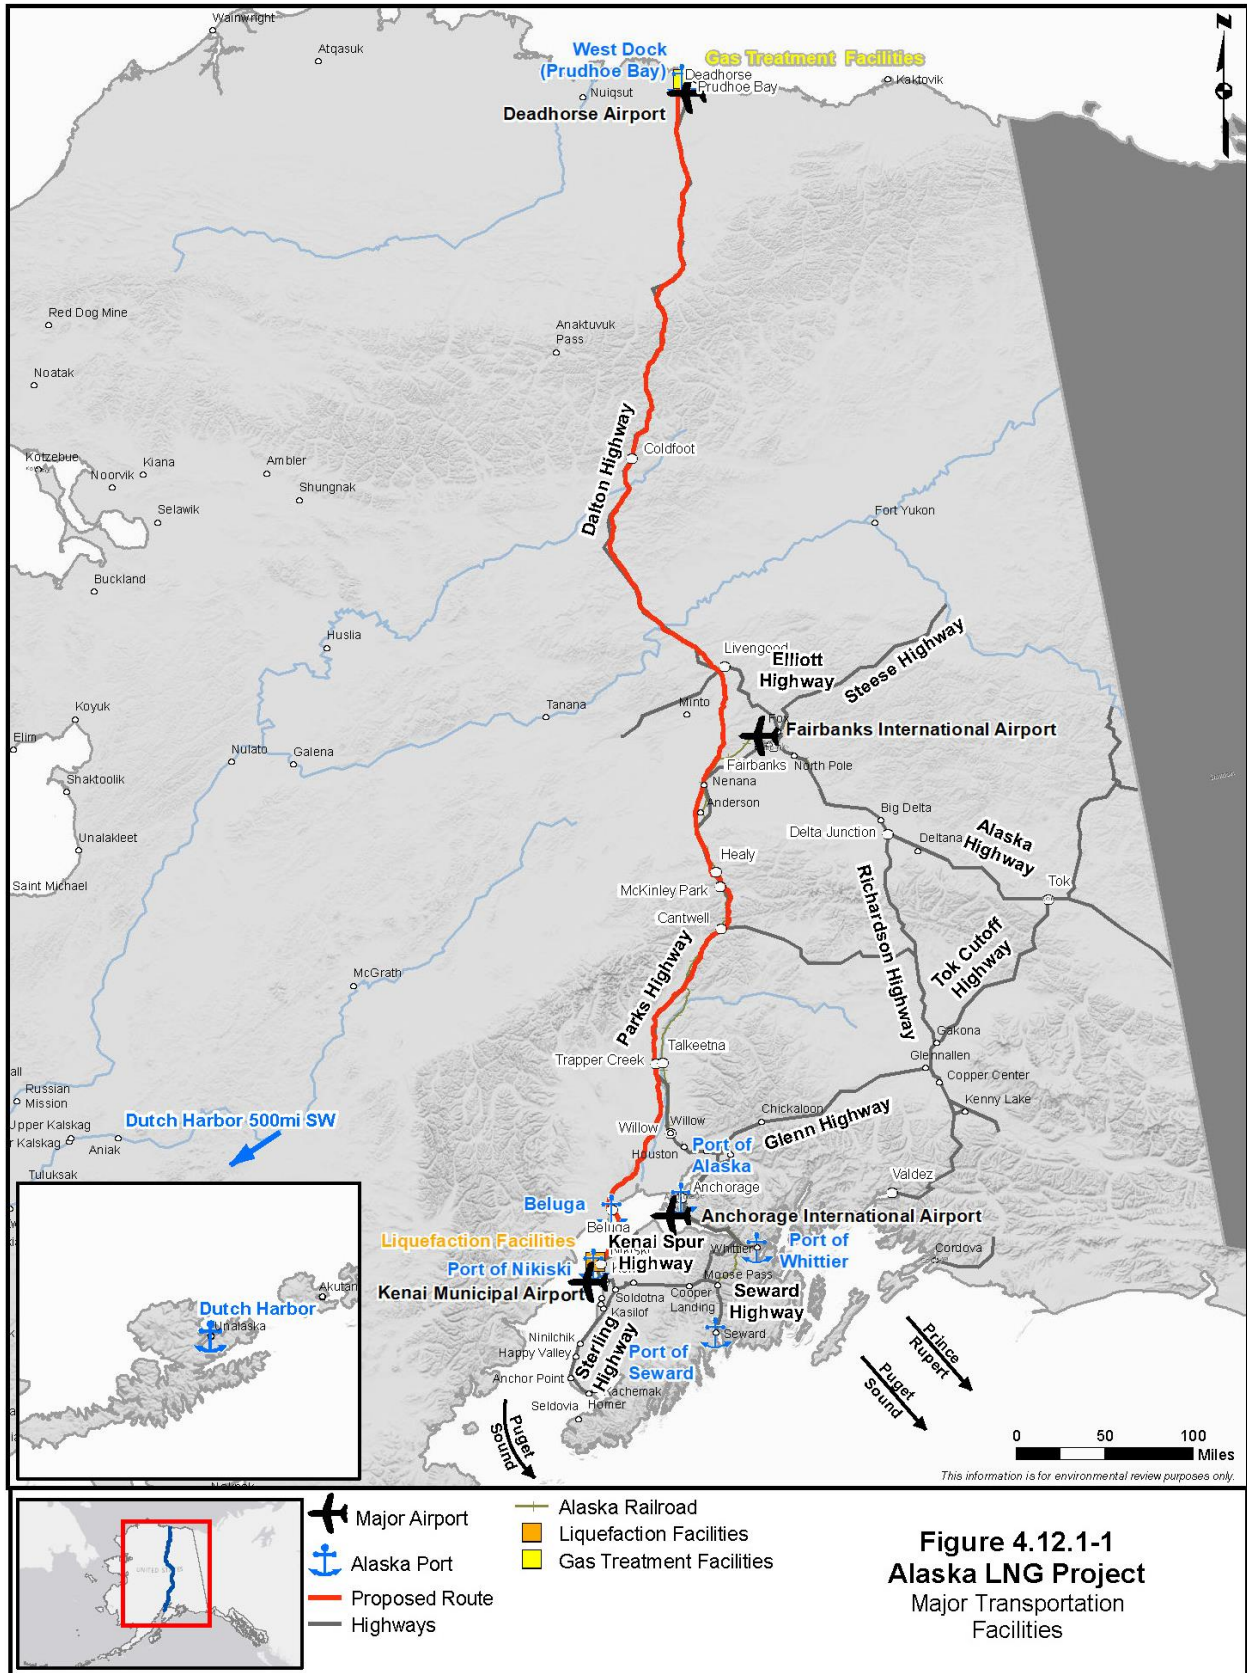 Wainwright
Atqasuk
West Dock
(Prudhoe Bay)
Gas Treatment Facilities
Deadhorse
Prudhoe Bay
Nuiqsut
Kaktovik
Deadhorse Airport
N
Red Dog Mine
Anaktuvuk
Pass
Noatak
Dalton Highway
Coldfoot
Kotzebue
Noorvik
Kiana
Ambler
Shungnak
Selawik
Fort Yukon
Buckland
Huslia
Livengood
Elliott
Highway
Steese Highway
Koyuk
Tanana
Minto
Fox
Fairbanks International Airport
Elim
Nulato
Galena
Fairbanks
North Pole
Shaktoolik
Nenana
Anderson
Big Delta
Unalakleet
Delta Junction
Deltana
Alaska
Highway
Saint Michael
Healy
McKinley Park
Tok
Cantwell
Richardson Highway
Tok Cutoff
Highway
McGrath
Parks Highway
Gakona
Talkeetna
Trapper Creek
Glennallen
Copper Center
Russian
Mission
Kenny Lake
Dutch Harbor 500mi SW
Upper Kalskag
r Kalskag
Aniak
Tuluksak
Chickaloon
Glenn Highway
Willow
Willow
Houston
Port of
Alaska
Anchorage
Valdez
Beluga
Beluga
Anchorage International Airport
Liquefaction Facilities
Kenai Spur
Highway
Whittier
Port of
Whittier
Cordova
Port of Nikiski
Kenai Municipal Airport
Moose Pass
Soldotna
Cooper
Landing
Seward
Highway
Kasilof
Akutan
Dutch Harbor
Unalaska
Ninilchik
Happy Valley
Sterling
Highway
Port of
Seward
Seward
Anchor Point
Kachemak
Homer
Seldovia
Puget
Sound
Prince
Rupert
Puget
Sound
0 50 100
Miles
This information is for environmental review purposes only.
UNITED STATES
Major Airport
Alaska Port
Proposed Route
Highways
Alaska Railroad
Liquefaction Facilities
Gas Treatment Facilities
Figure 4.12.1-1
Alaska LNG Project
Major Transportation
Facilities